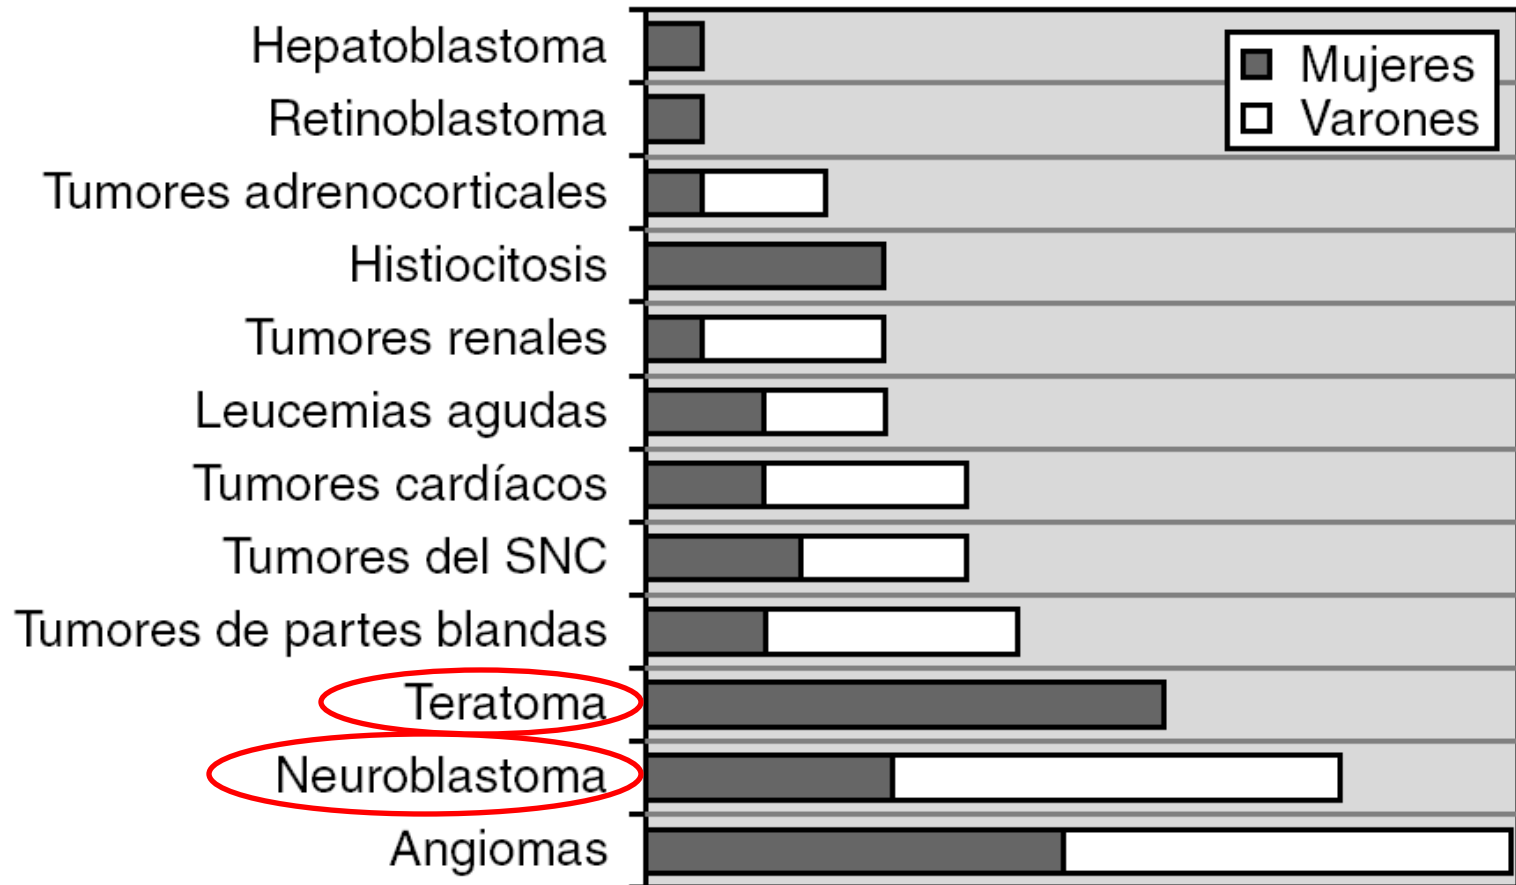 Hepatoblastoma
Retinoblastoma
Tumores adrenocorticales
Histiocitosis
Tumores renales
Leucemias agudas
Tumores cardíacos
Tumores del SNC
Tumores de partes blandas
Teratoma
Neuroblastoma
Angiomas
Mujeres
Varones